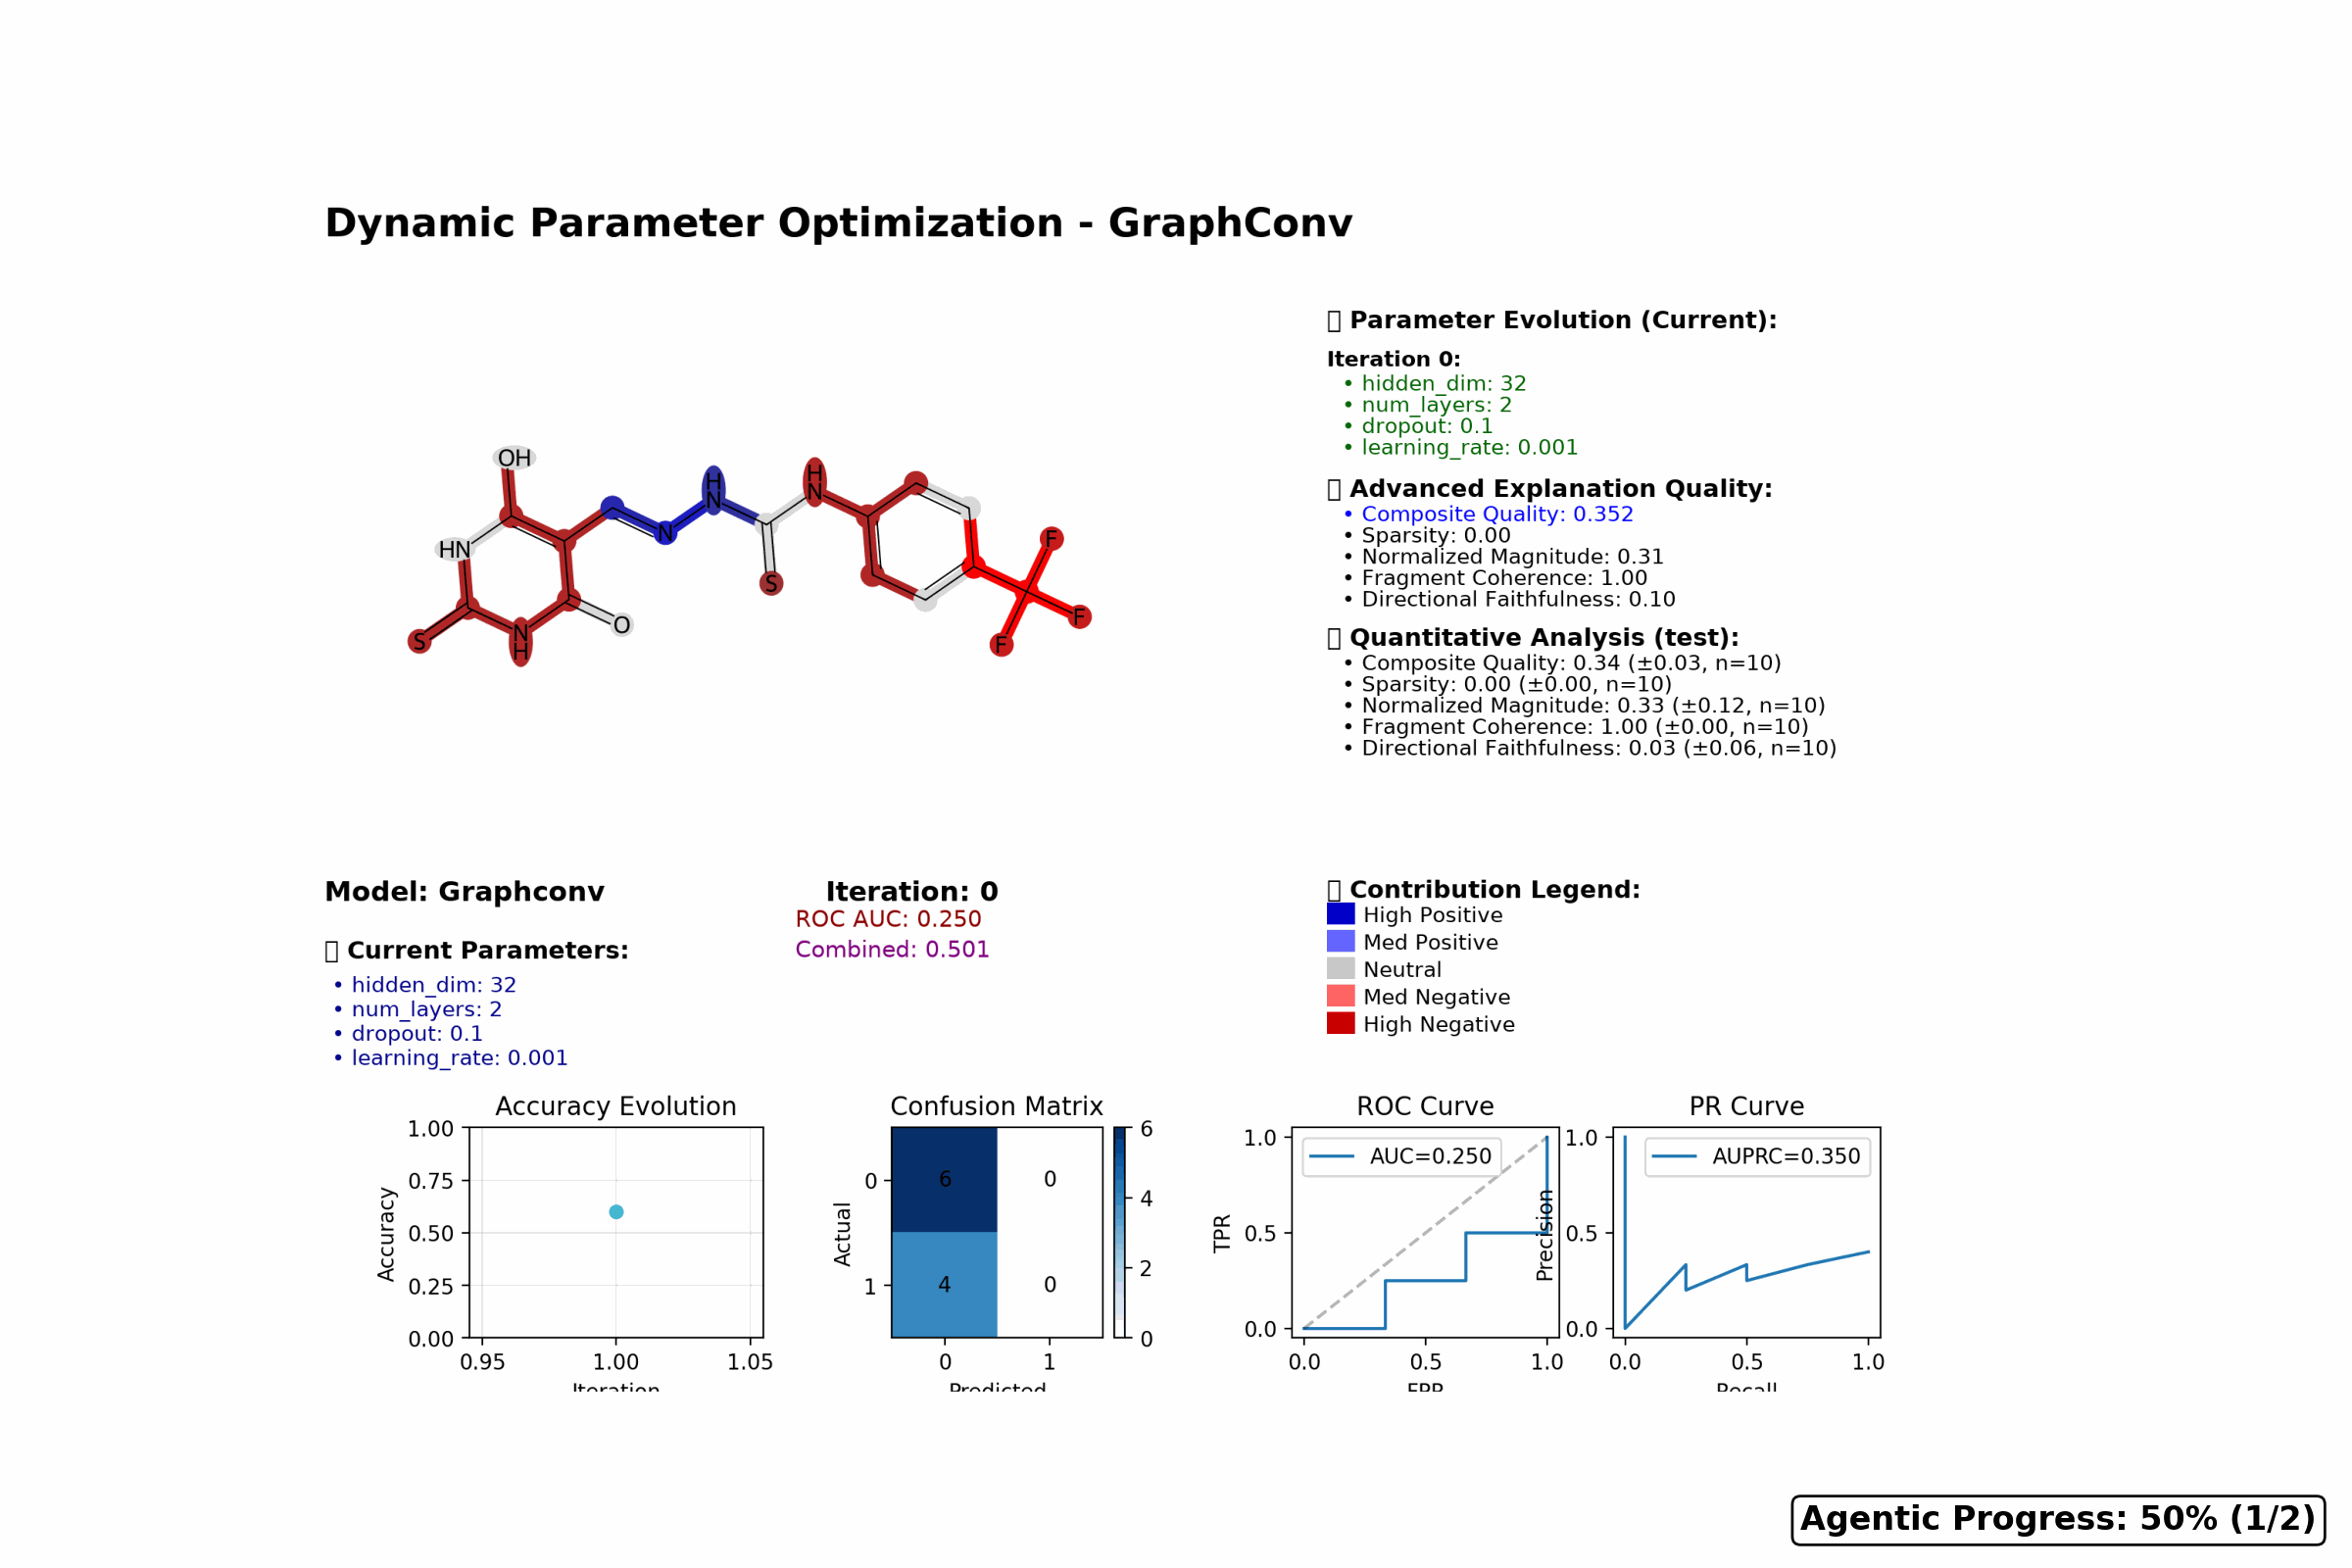 Dynamic Parameter Optimization - GraphConv
Parameter Evolution (Current):
Iteration 0:
• hidden_dim: 32
• num_layers: 2
• dropout: 0.1
• learning_rate: 0.001
Advanced Explanation Quality:
• Composite Quality: 0.352
• Sparsity: 0.00
• Normalized Magnitude: 0.31
• Fragment Coherence: 1.00
• Directional Faithfulness: 0.10
Quantitative Analysis (test):
• Composite Quality: 0.34 (±0.03, n=10)
• Sparsity: 0.00 (±0.00, n=10)
• Normalized Magnitude: 0.33 (±0.12, n=10)
• Fragment Coherence: 1.00 (±0.00, n=10)
• Directional Faithfulness: 0.03 (±0.06, n=10)
OH
HN
S
N
H
O
N
H
N
S
H
N
F
F
F
Model: Graphconv
Iteration: 0
ROC AUC: 0.250
Combined: 0.501
Current Parameters:
• hidden_dim: 32
• num_layers: 2
• dropout: 0.1
• learning_rate: 0.001
Contribution Legend:
High Positive
Med Positive
Neutral
Med Negative
High Negative
Accuracy Evolution
Accuracy
1.00
0.75
0.50
0.25
0.00
0.95 1.00 1.05
Iteration
Confusion Matrix
Actual
0
1
6 0
4 0
0 1
Predicted
6
4
2
0
ROC Curve
AUC=0.250
TPR
1.0
0.5
0.0
0.0 0.5 1.0
FPR
PR Curve
AUPRC=0.350
Precision
1.0
0.5
0.0
0.0 0.5 1.0
Recall
Agentic Progress: 50% (1/2)